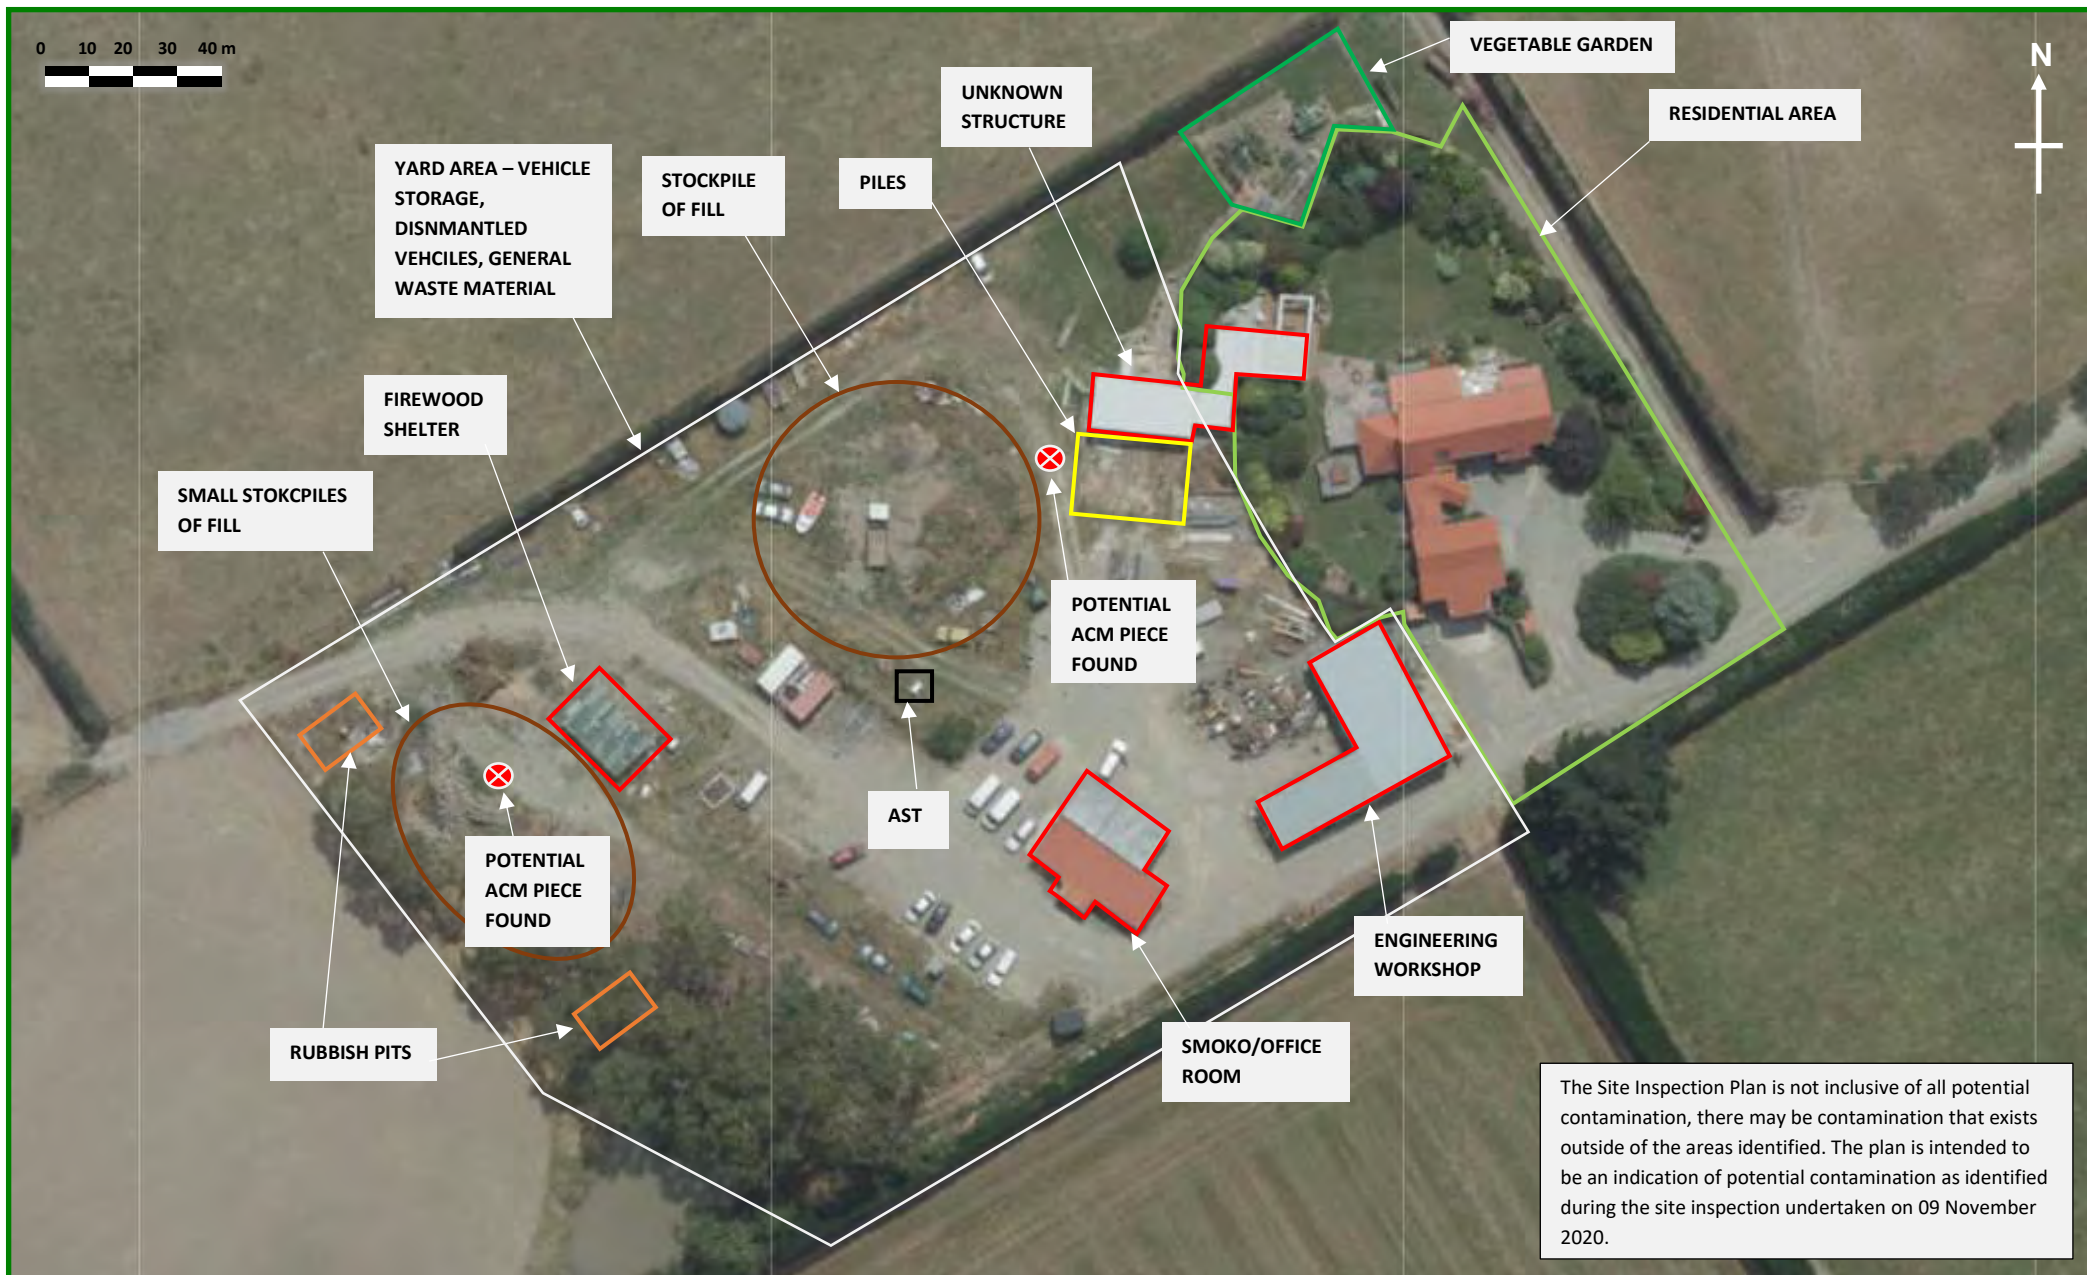 0 10 20 30 40 m
N
VEGETABLE GARDEN
UNKNOWN
STRUCTURE
RESIDENTIAL AREA
YARD AREA – VEHICLE
STORAGE,
DISNMANTLED
VEHCILES, GENERAL
WASTE MATERIAL
STOCKPILE
OF FILL
PILES
FIREWOOD
SHELTER
SMALL STOKCPILES
OF FILL
POTENTIAL
ACM PIECE
FOUND
AST
POTENTIAL
ACM PIECE
FOUND
ENGINEERING
WORKSHOP
RUBBISH PITS
SMOKO/OFFICE
ROOM
The Site Inspection Plan is not inclusive of all potential
contamination, there may be contamination that exists
outside of the areas identified. The plan is intended to
be an indication of potential contamination as identified
during the site inspection undertaken on 09 November
2020.